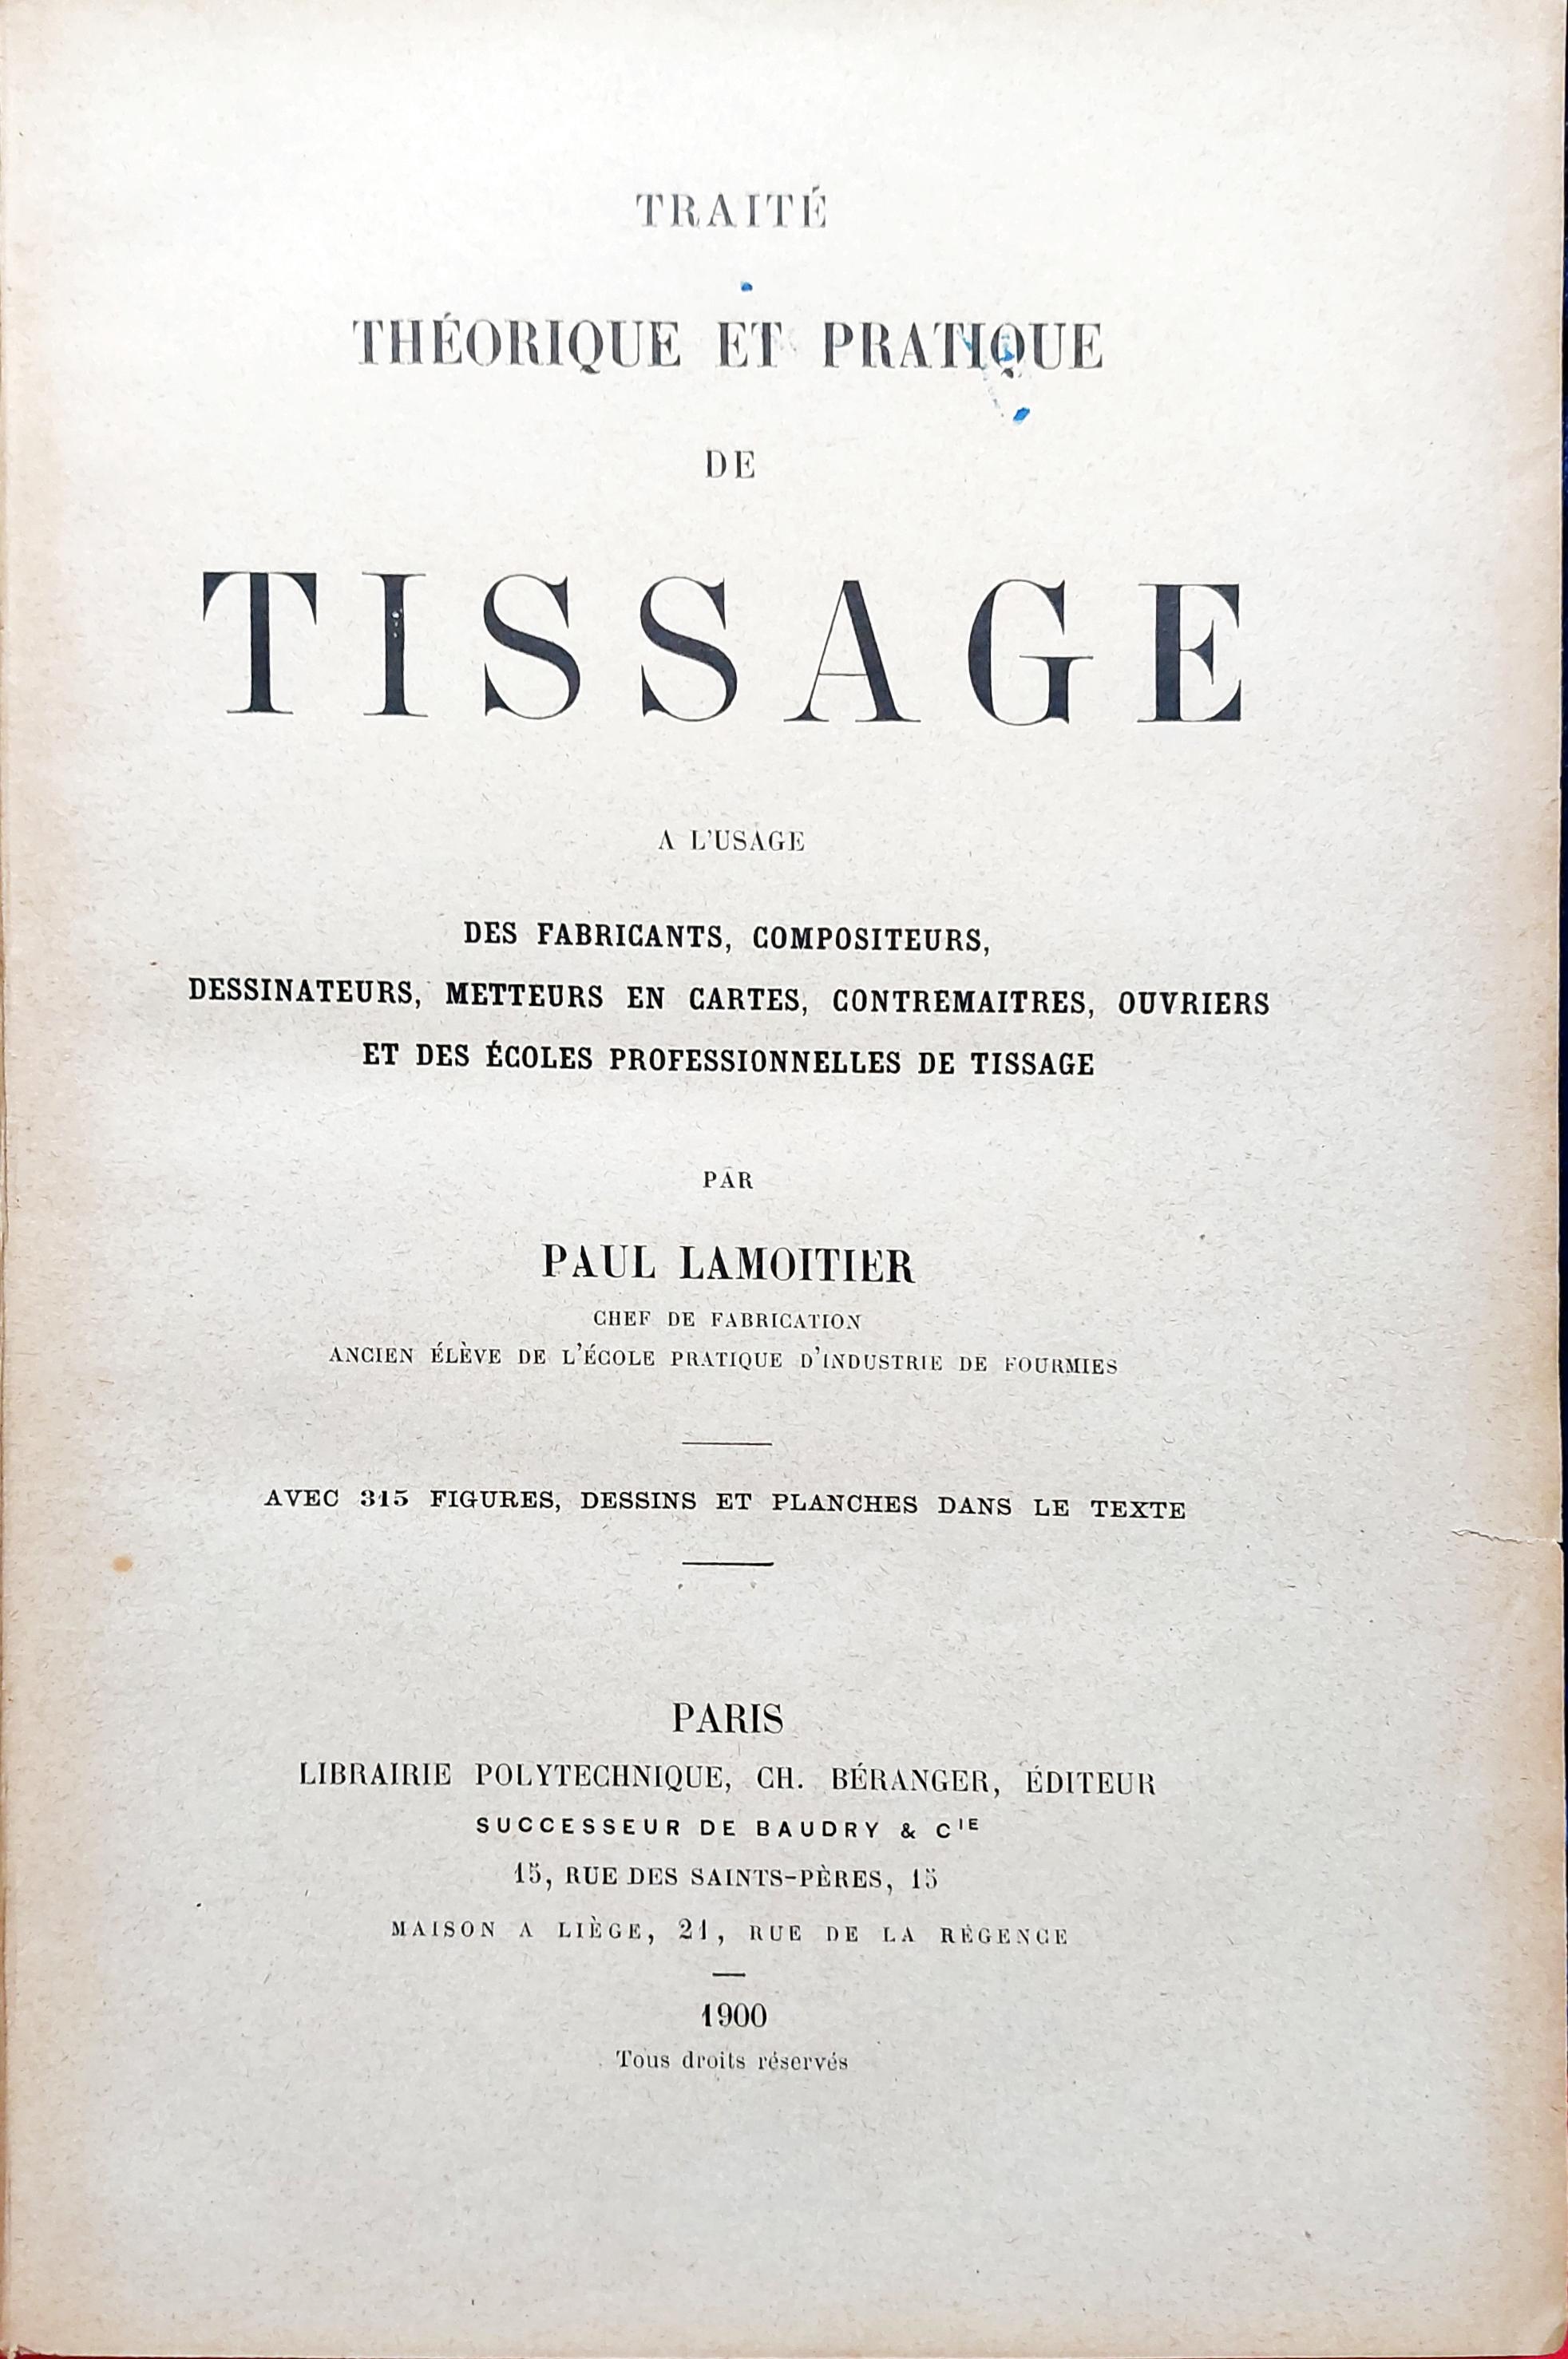 TRAITÉ
THÉORIQUE ET PRATIQUE
DE
TISSAGE
A L'USAGE
DES FABRICANTS, COMPOSITEURS,
DESSINATEURS, METTEURS EN CARTES, CONTREMAITRES, OUVRIERS
ET DES ÉCOLES PROFESSIONNELLES DE TISSAGE
PAR
PAUL LAMOITIER
CHEF DE FABRICATION
ANCIEN ÉLÈVE DE L'ÉCOLE PRATIQUE D'INDUSTRIE DE FOURMIES
AVEC 315 FIGURES, DESSINS ET PLANCHES DANS LE TEXTE
PARIS
LIBRAIRIE POLYTECHNIQUE, CH. BÉRANGER, ÉDITEUR
SUCCESSEUR DE BAUDRY & CIE
15, RUE DES SAINTS-PÈRES, 15
MAISON A LIÈGE, 21, RUE DE LA RÉGENCE
1900
Tous droits réservés